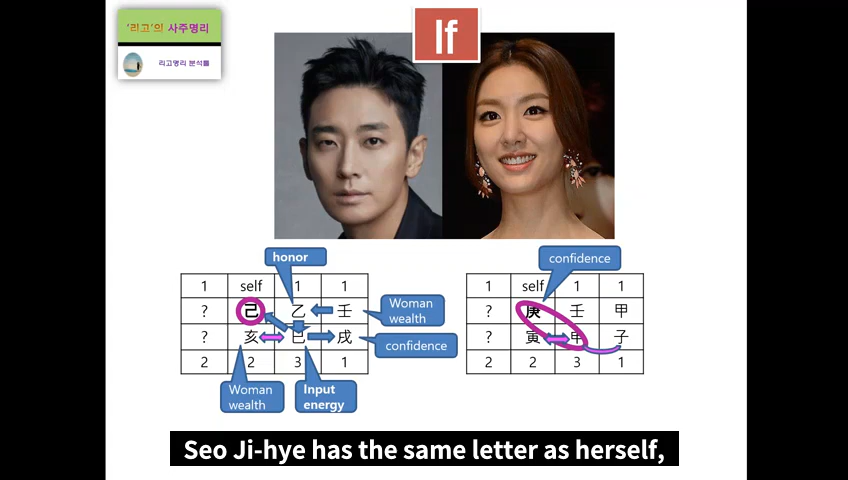 '리고'의 사주명리
리고명리 분석틀
If
honor
confidence
1 self 1 1
? 己 乙 壬
? 亥 巳 戌
2 2 3 1
Woman wealth
confidence
Woman wealth
Input energy
1 self 1 1
? 庚 壬 甲
? 寅 申 子
2 2 3 1
Seo Ji-hye has the same letter as herself,